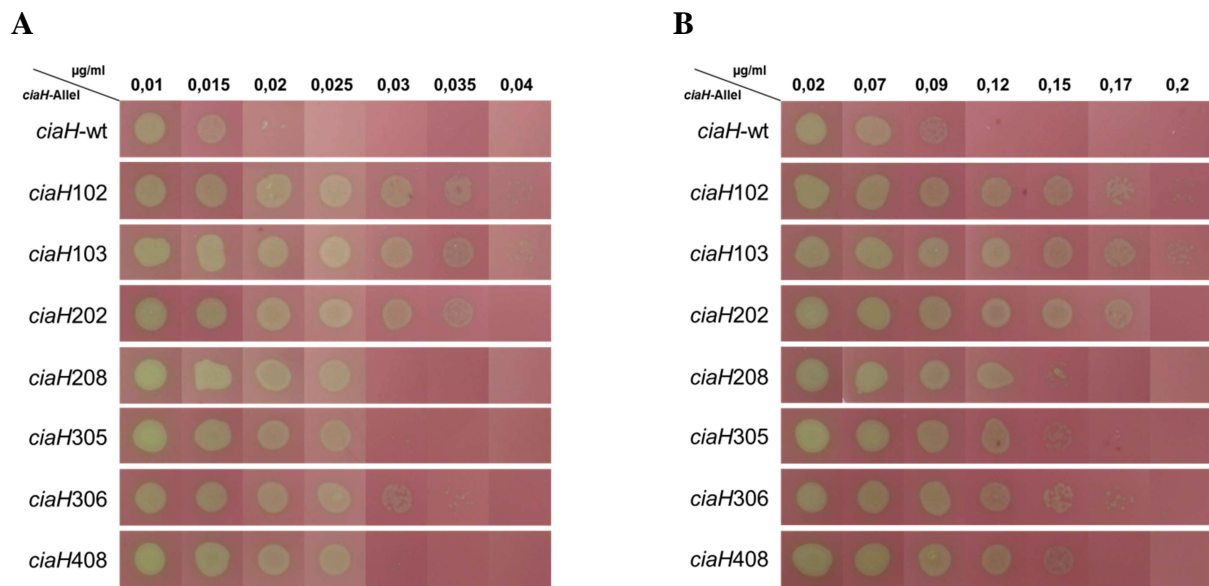 A
µg/ml
0,01 0,015 0,02 0,025 0,03 0,035 0,04
ciaH-Allel
ciaH-wt
ciaH102
ciaH103
ciaH202
ciaH208
ciaH305
ciaH306
ciaH408
B
µg/ml
0,02 0,07 0,09 0,12 0,15 0,17 0,2
ciaH-Allel
ciaH-wt
ciaH102
ciaH103
ciaH202
ciaH208
ciaH305
ciaH306
ciaH408